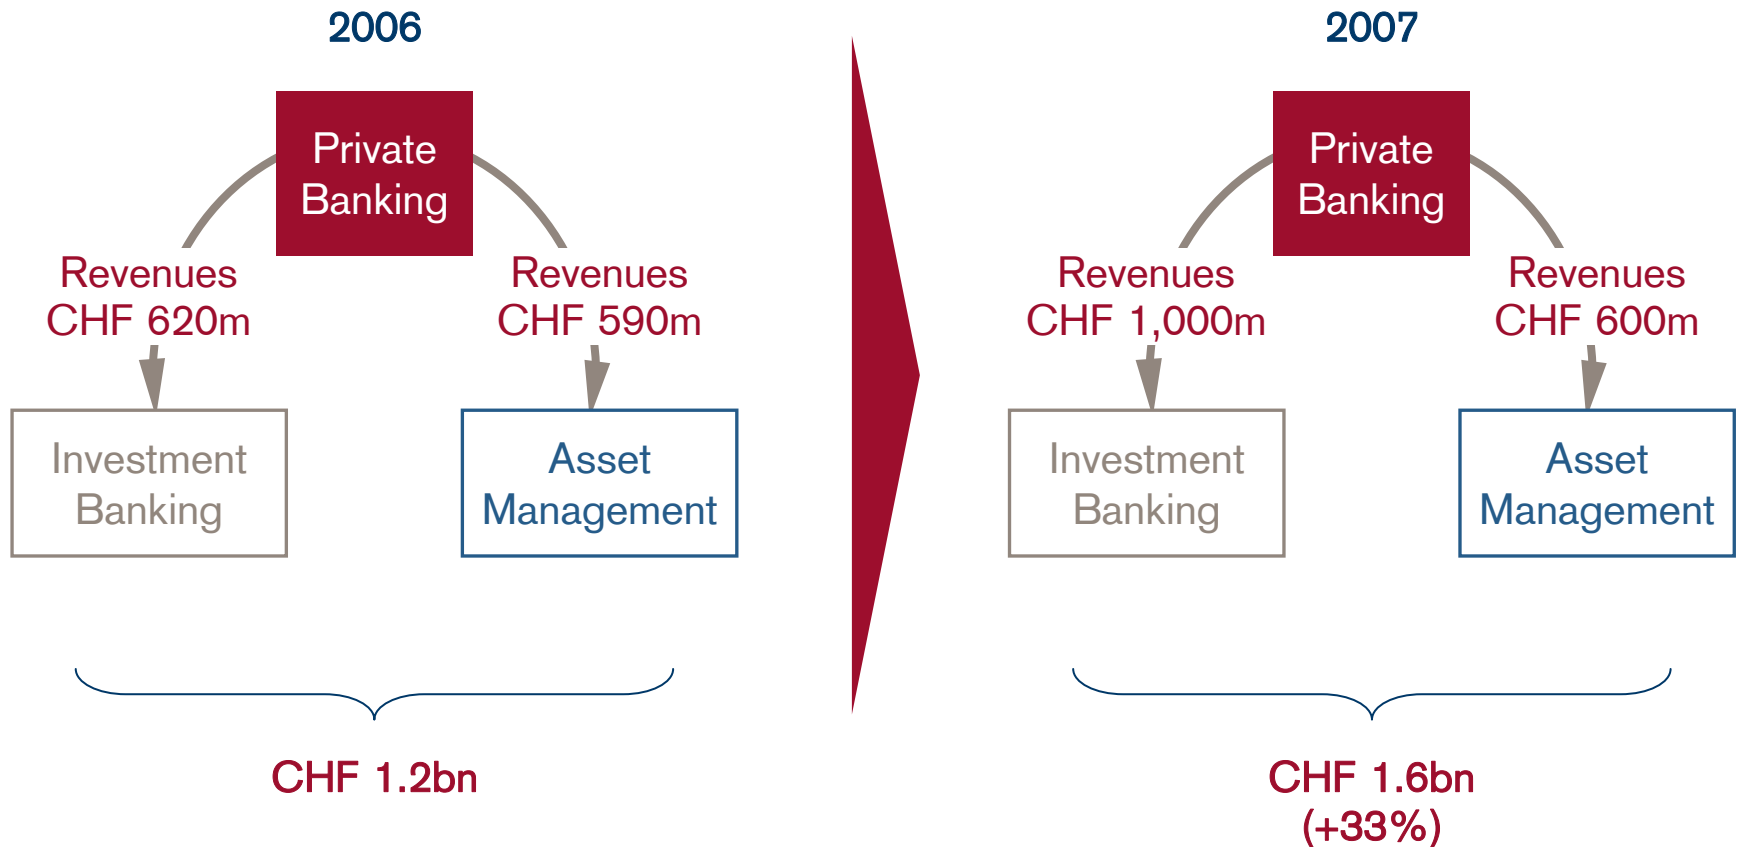 2006
Private
Banking
Revenues
CHF 620m
Revenues
CHF 590m
Investment
Banking
Asset
Management
CHF 1.2bn
2007
Private
Banking
Revenues
CHF 1,000m
Revenues
CHF 600m
Investment
Banking
Asset
Management
CHF 1.6bn
(+33%)